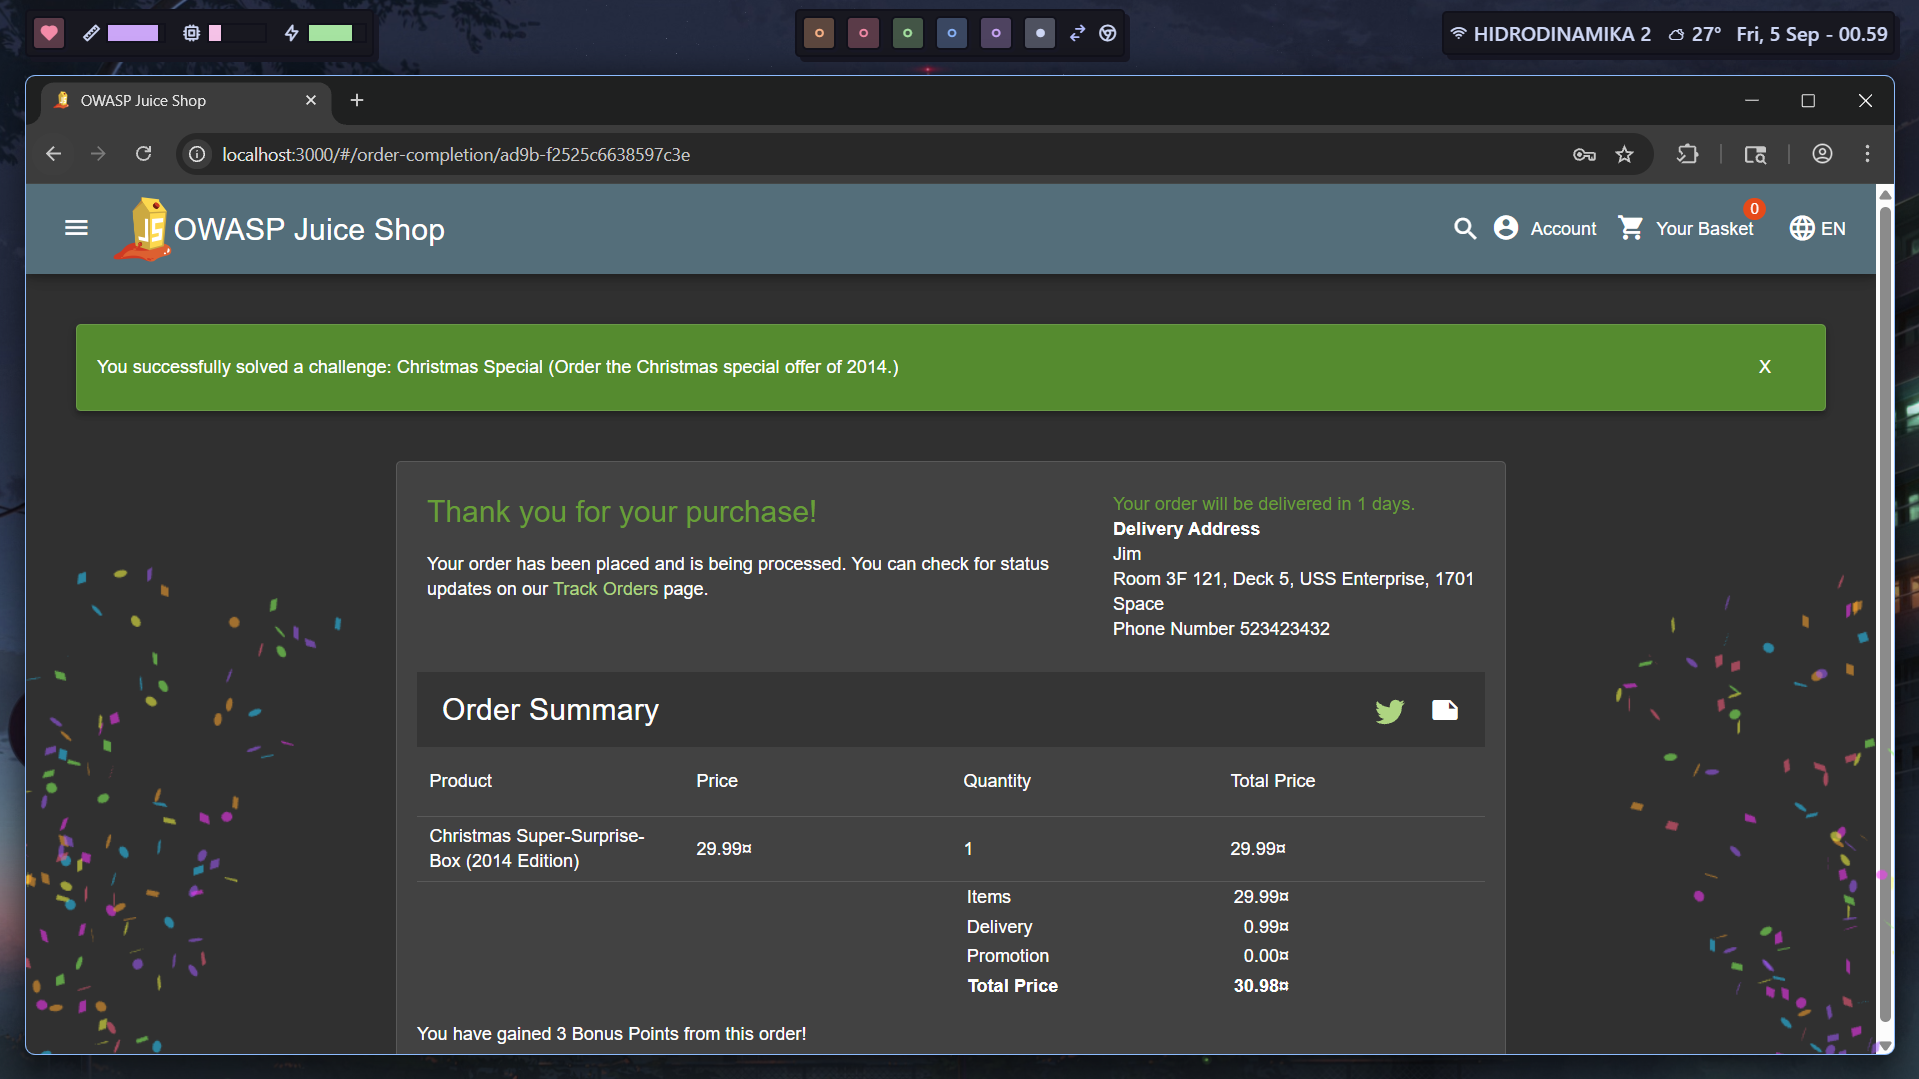 HIDRODINAMIKA 2 27° Fri, 5 Sep - 00.59
OWASP Juice Shop
localhost:3000/#/order-completion/ad9b-f2525c6638597c3e
JS
OWASP Juice Shop
Account
0
Your Basket
EN
You successfully solved a challenge: Christmas Special (Order the Christmas special offer of 2014.)
X
Thank you for your purchase!
Your order has been placed and is being processed. You can check for status
updates on our Track Orders page.
Your order will be delivered in 1 days.
Delivery Address
Jim
Room 3F 121, Deck 5, USS Enterprise, 1701
Space
Phone Number 523423432
Order Summary
Product Price Quantity Total Price
Christmas Super-Surprise-
Box (2014 Edition) 29.99¤ 1 29.99¤
Items 29.99¤
Delivery 0.99¤
Promotion 0.00¤
Total Price 30.98¤
You have gained 3 Bonus Points from this order!